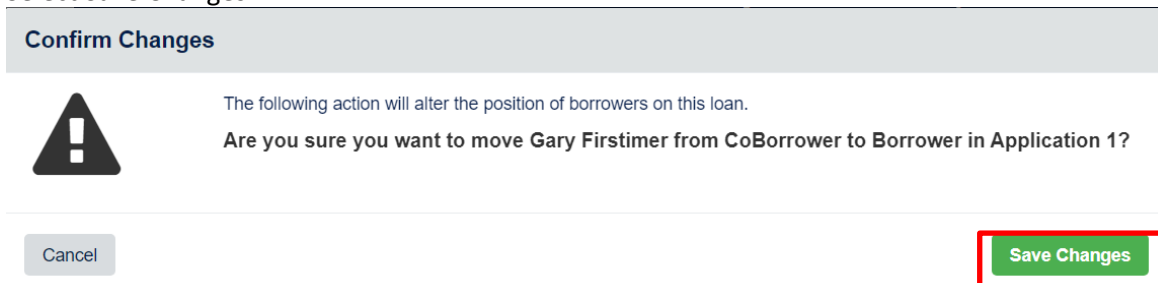 Confirm Changes
The following action will alter the position of borrowers on this loan.
Are you sure you want to move Gary Firstimer from CoBorrower to Borrower in Application 1?
Cancel
Save Changes